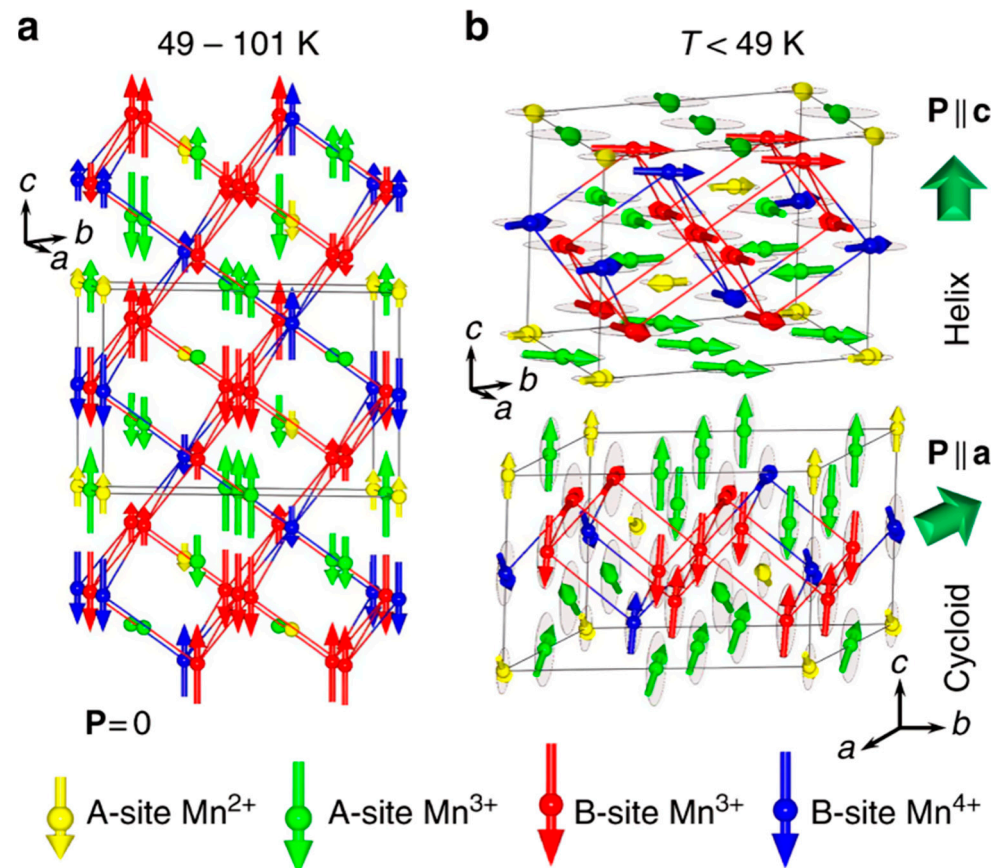 a
49 – 101 K
c
b
a
P = 0
b
T < 49 K
P || c
Helix
c
b
a
P || a
Cycloid
c
b
a
A-site Mn2+
A-site Mn3+
B-site Mn3+
B-site Mn4+